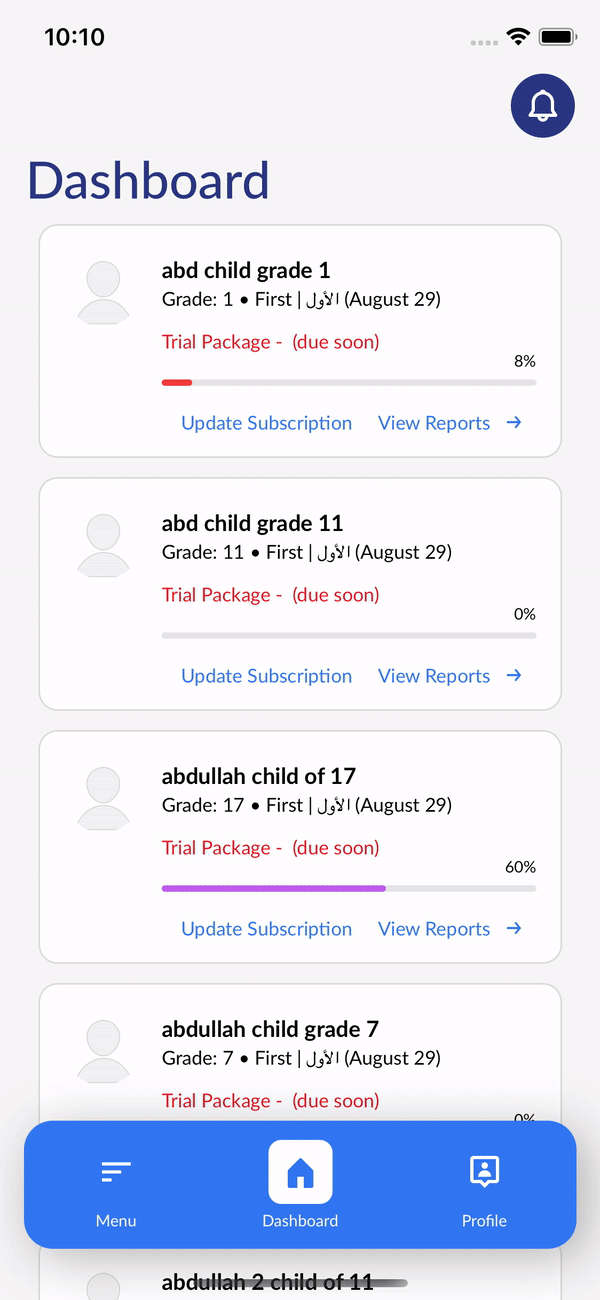 10:10
Dashboard
abd child grade 1
Grade: 1 • First | الأول (August 29)
Trial Package - (due soon)
8%
Update Subscription View Reports →
abd child grade 11
Grade: 11 • First | الأول (August 29)
Trial Package - (due soon)
0%
Update Subscription View Reports →
abdullah child of 17
Grade: 17 • First | الأول (August 29)
Trial Package - (due soon)
60%
Update Subscription View Reports →
abdullah child grade 7
Grade: 7 • First | الأول (August 29)
Trial Package - (due soon)
0%
Menu Dashboard Profile
abdullah 2 child of 11